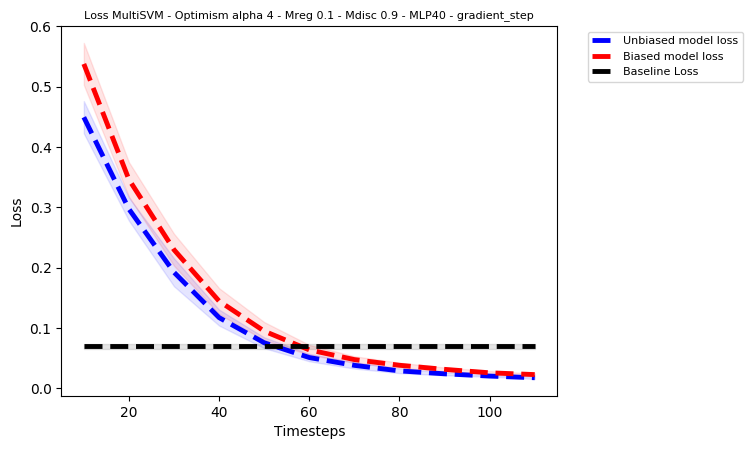 Loss MultiSVM - Optimism alpha 4 - Mreg 0.1 - Mdisc 0.9 - MLP40 - gradient_step
Unbiased model loss
Biased model loss
Baseline Loss
0.6
0.5
0.4
0.3
0.2
0.1
0.0
Loss
20
40
60
80
100
Timesteps